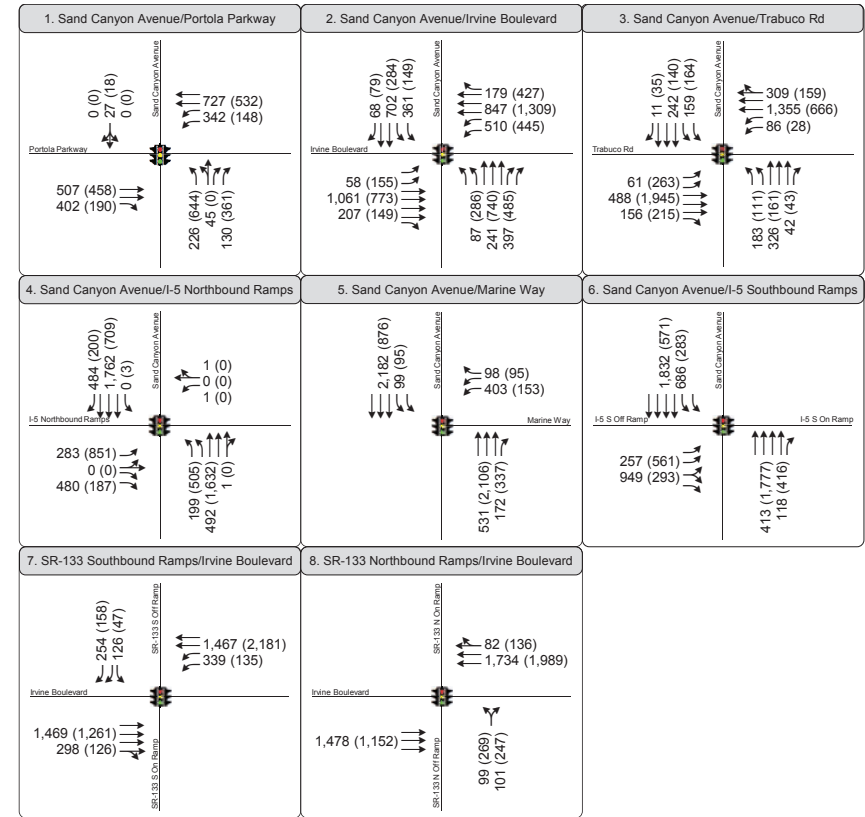 1. Sand Canyon Avenue/Portola Parkway
0 (0)
27 (18)
0 (0)
Sand Canyon Avenue
727 (532)
342 (148)
Portola Parkway
507 (458)
402 (190)
226 (644)
45 (0)
130 (361)
2. Sand Canyon Avenue/Irvine Boulevard
68 (79)
702 (284)
361 (149)
Sand Canyon Avenue
179 (427)
847 (1,309)
510 (445)
Irvine Boulevard
58 (155)
1,061 (773)
207 (149)
87 (286)
241 (740)
397 (485)
3. Sand Canyon Avenue/Trabuco Rd
11 (35)
242 (140)
159 (164)
Sand Canyon Avenue
309 (159)
1,355 (666)
86 (28)
Trabuco Rd
61 (263)
488 (1,945)
156 (215)
183 (111)
326 (161)
42 (43)
4. Sand Canyon Avenue/I-5 Northbound Ramps
484 (200)
1,762 (709)
0 (3)
Sand Canyon Avenue
1 (0)
0 (0)
1 (0)
I-5 Northbound Ramps
283 (851)
0 (0)
480 (187)
199 (505)
492 (1,632)
1 (0)
5. Sand Canyon Avenue/Marine Way
2,182 (876)
99 (95)
Sand Canyon Avenue
98 (95)
403 (153)
Marine Way
531 (2,106)
172 (337)
6. Sand Canyon Avenue/I-5 Southbound Ramps
1,832 (571)
686 (283)
Sand Canyon Avenue
I-5 S Off Ramp
I-5 S On Ramp
257 (561)
949 (293)
413 (1,777)
118 (416)
7. SR-133 Southbound Ramps/Irvine Boulevard
254 (158)
126 (47)
SR-133 S Off Ramp
1,467 (2,181)
339 (135)
Irvine Boulevard
1,469 (1,261)
298 (126)
SR-133 S On Ramp
8. SR-133 Northbound Ramps/Irvine Boulevard
SR-133 N On Ramp
82 (136)
1,734 (1,989)
Irvine Boulevard
1,478 (1,152)
SR-133 N Off Ramp
99 (269)
101 (247)